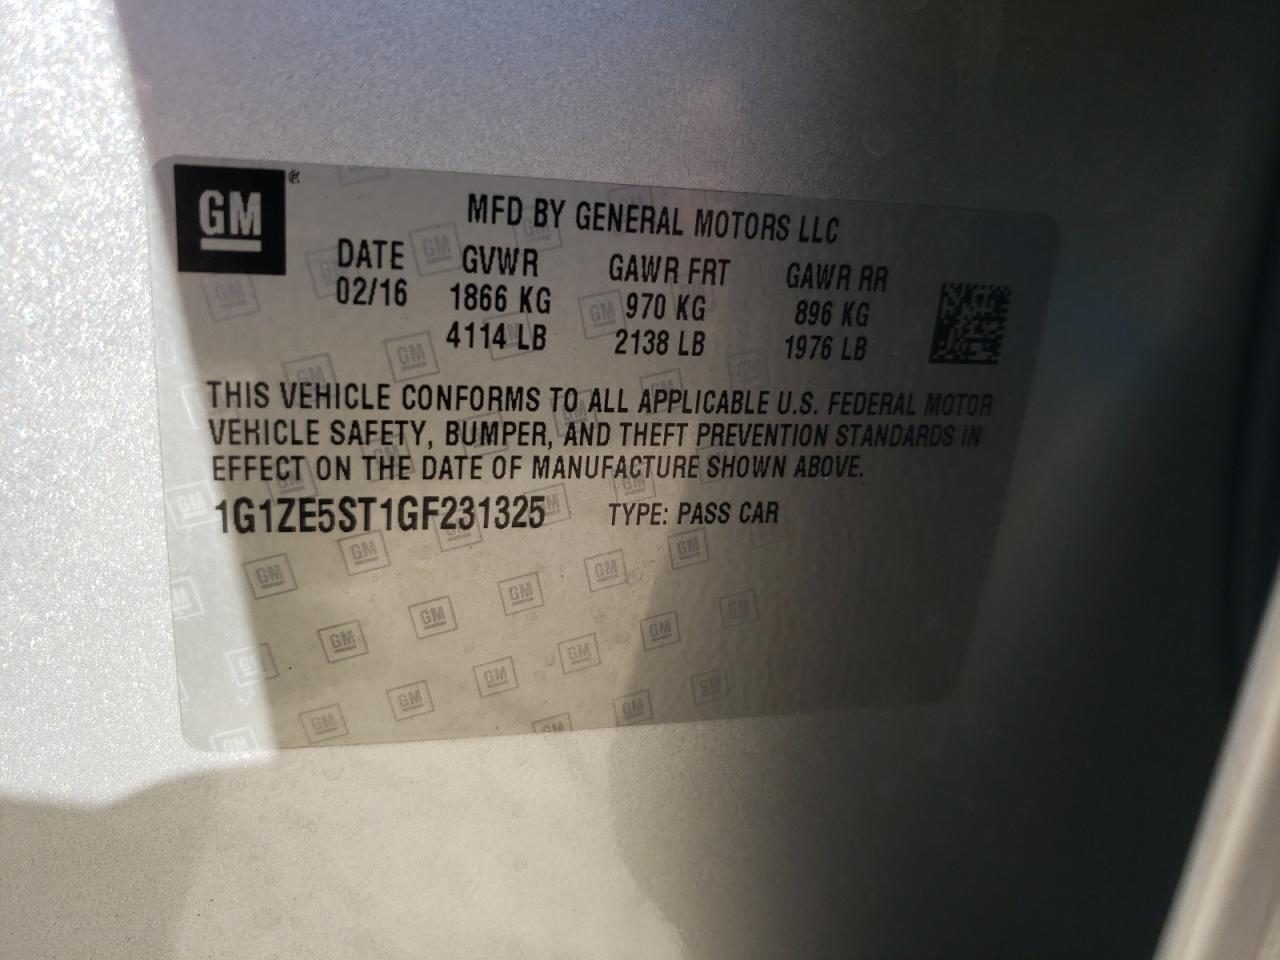 GM ®
MFD BY GENERAL MOTORS LLC
DATE GVWR GAWR FRT GAWR RR
02/16 1866 KG 970 KG 896 KG
4114 LB 2138 LB 1976 LB
THIS VEHICLE CONFORMS TO ALL APPLICABLE U.S. FEDERAL MOTOR
VEHICLE SAFETY, BUMPER, AND THEFT PREVENTION STANDARDS IN
EFFECT ON THE DATE OF MANUFACTURE SHOWN ABOVE.
1G1ZE5ST1GF231325 TYPE: PASS CAR